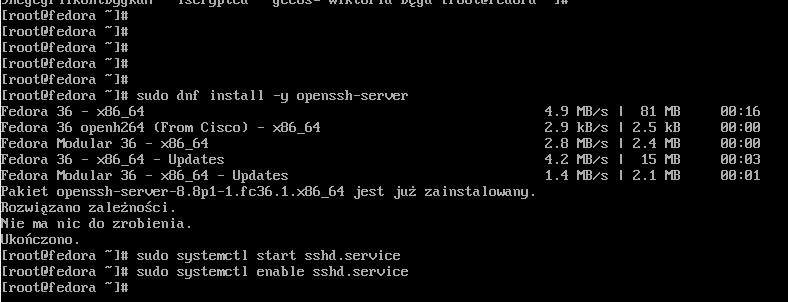 [root@fedora ~]#
[root@fedora ~]#
[root@fedora ~]#
[root@fedora ~]#
[root@fedora ~]#
[root@fedora ~]# sudo dnf install -y openssh-server
Fedora 36 - x86_64 4.9 MB/s | 81 MB 00:16
Fedora 36 openh264 (From Cisco) - x86_64 2.9 kB/s | 2.5 kB 00:00
Fedora Modular 36 - x86_64 2.8 MB/s | 2.4 MB 00:00
Fedora 36 - x86_64 - Updates 4.2 MB/s | 15 MB 00:03
Fedora Modular 36 - x86_64 - Updates 1.4 MB/s | 2.1 MB 00:01
Pakiet openssh-server-8.8p1-1.fc36.1.x86_64 jest już zainstalowany.
Rozwiązano zależności.
Nie ma nic do zrobienia.
Ukończono.
[root@fedora ~]# sudo systemctl start sshd.service
[root@fedora ~]# sudo systemctl enable sshd.service
[root@fedora ~]#